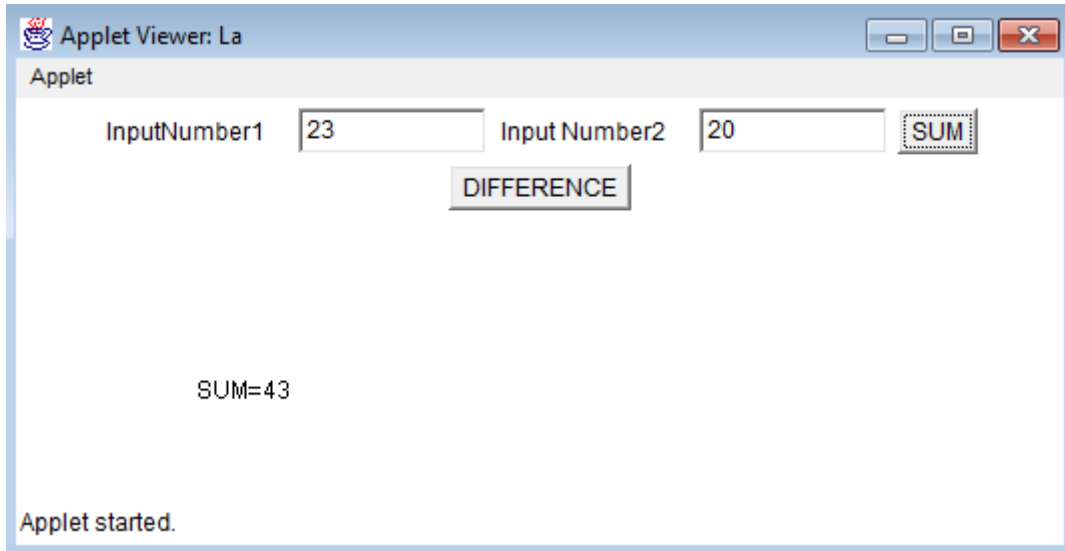 Applet Viewer: La
Applet
InputNumber1 23 Input Number2 20 SUM
DIFFERENCE
SUM=43
Applet started.